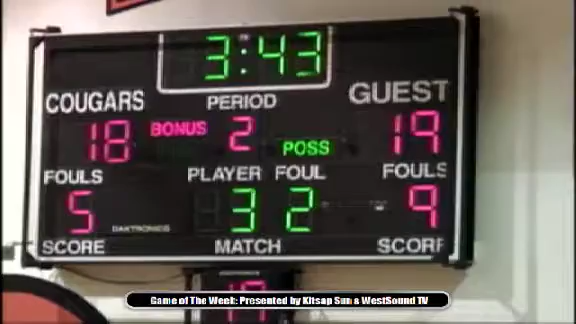 3:43
COUGARS PERIOD GUEST
18 BONUS 2 POSS 19
FOULS PLAYER FOUL FOULS
5 DAKTRONICS 3 2 9
SCORE MATCH SCORE
Game of The Week: Presented by Kitsap Sun & WestSound TV